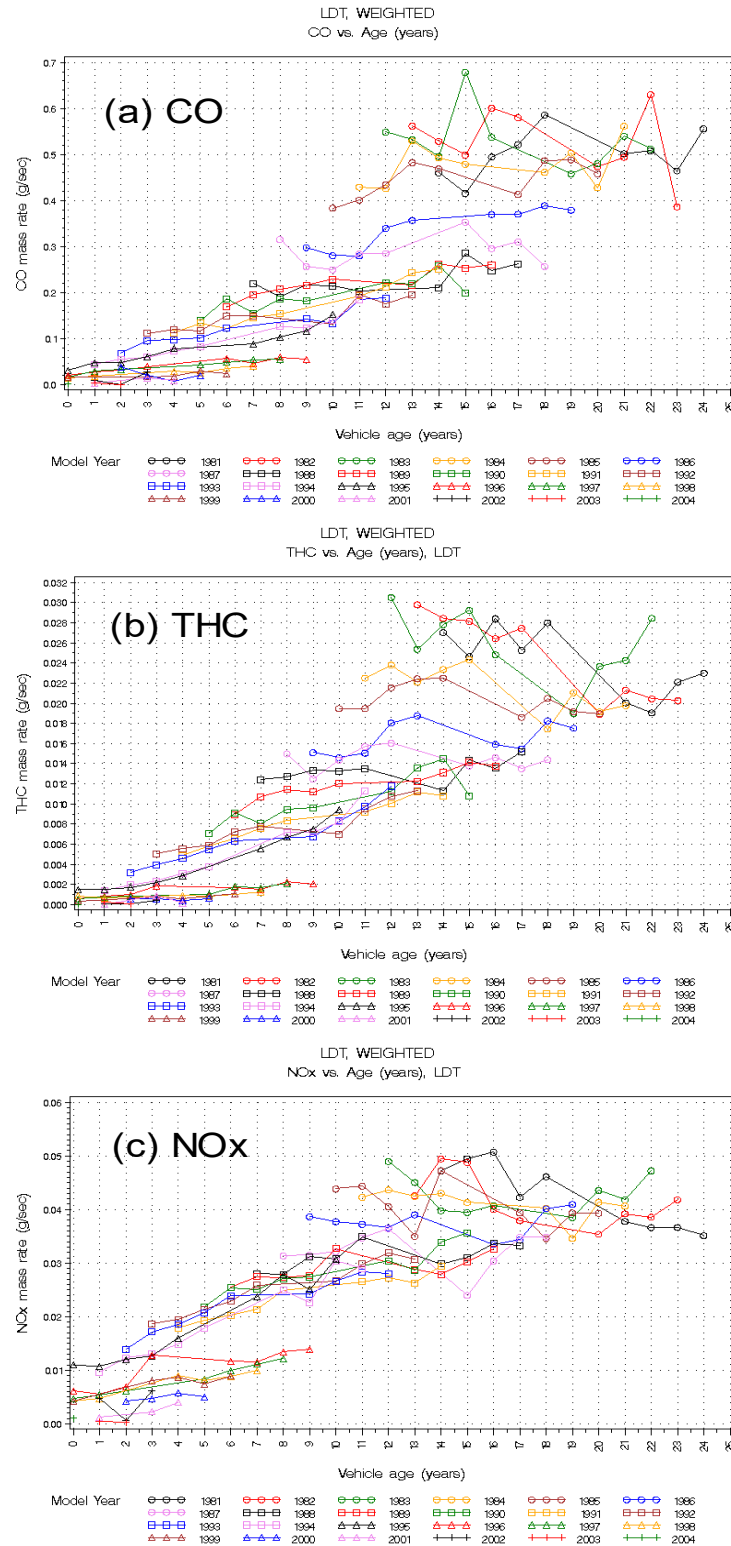 LDT, WEIGHTED
CO vs. Age (years)
(a) CO
CO mass rate (g/sec)
0.7
0.6
0.5
0.4
0.3
0.2
0.1
0.0
0 1 2 3 4 5 6 7 8 9 10 11 12 13 14 15 16 17 18 19 20 21 22 23 24 25
Vehicle age (years)
Model Year 1981 1982 1983 1984 1985 1986
1987 1988 1989 1990 1991 1992
1993 1994 1995 1996 1997 1998
1999 2000 2001 2002 2003 2004
LDT, WEIGHTED
THC vs. Age (years), LDT
(b) THC
THC mass rate (g/sec)
0.032
0.030
0.028
0.026
0.024
0.022
0.020
0.018
0.016
0.014
0.012
0.010
0.008
0.006
0.004
0.002
0.000
0 1 2 3 4 5 6 7 8 9 10 11 12 13 14 15 16 17 18 19 20 21 22 23 24 25
Vehicle age (years)
Model Year 1981 1982 1983 1984 1985 1986
1987 1988 1989 1990 1991 1992
1993 1994 1995 1996 1997 1998
1999 2000 2001 2002 2003 2004
LDT, WEIGHTED
NOx vs. Age (years), LDT
(c) NOx
NOx mass rate (g/sec)
0.06
0.05
0.04
0.03
0.02
0.01
0.00
0 1 2 3 4 5 6 7 8 9 10 11 12 13 14 15 16 17 18 19 20 21 22 23 24 25
Vehicle age (years)
Model Year 1981 1982 1983 1984 1985 1986
1987 1988 1989 1990 1991 1992
1993 1994 1995 1996 1997 1998
1999 2000 2001 2002 2003 2004